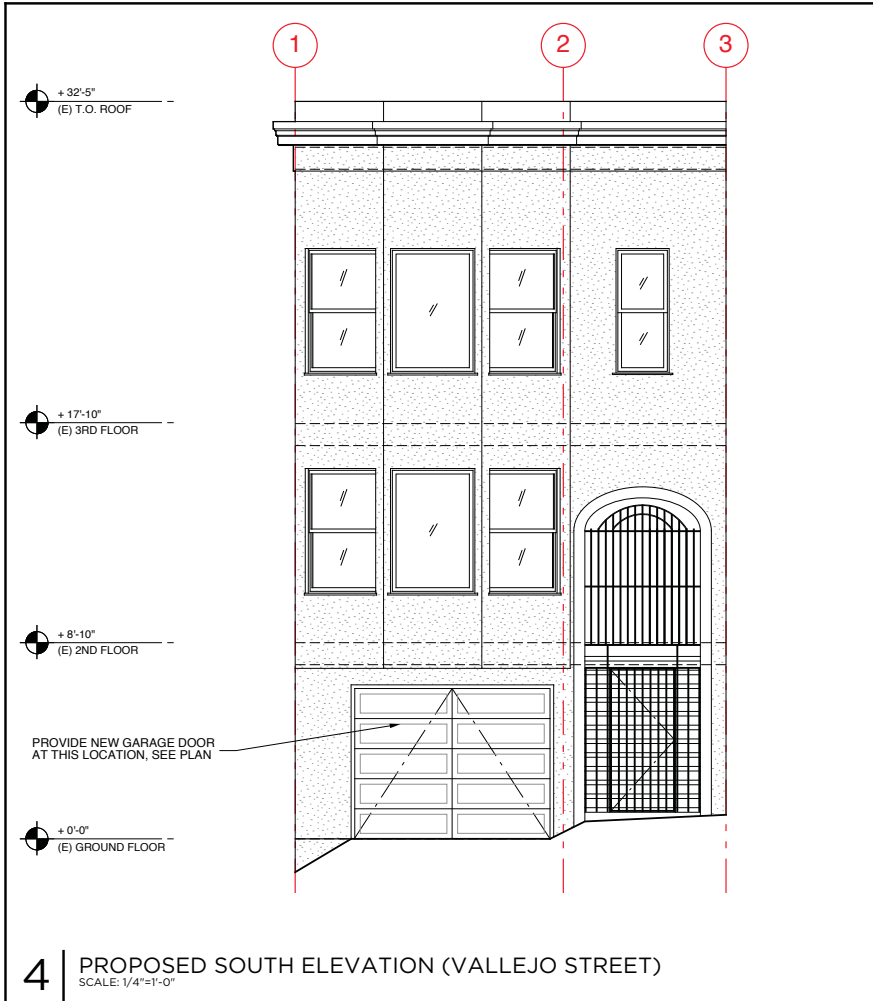 1
2
3
+ 32'-5"
(E) T.O. ROOF
+ 17'-10"
(E) 3RD FLOOR
+ 8'-10"
(E) 2ND FLOOR
PROVIDE NEW GARAGE DOOR
AT THIS LOCATION, SEE PLAN
+ 0'-0"
(E) GROUND FLOOR
4
PROPOSED SOUTH ELEVATION (VALLEJO STREET)
SCALE: 1/4"=1'-0"